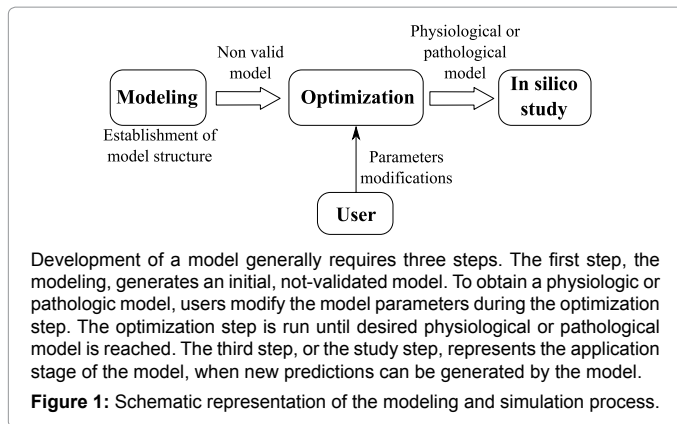 Physiological or
pathological
model
Non valid
model
Modeling
Optimization
In silico
study
Establishment of
model structure
Parameters
modifications
User
Development of a model generally requires three steps. The first step, the
modeling, generates an initial, not-validated model. To obtain a physiologic or
pathologic model, users modify the model parameters during the optimization
step. The optimization step is run until desired physiological or pathological
model is reached. The third step, or the study step, represents the application
stage of the model, when new predictions can be generated by the model.
Figure 1: Schematic representation of the modeling and simulation process.